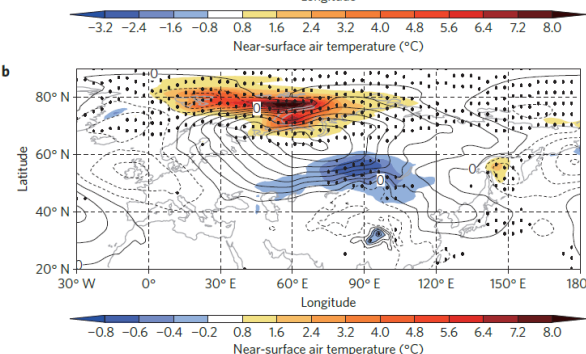 Longitude
−3.2 −2.4 −1.6 −0.8 0.8 1.6 2.4 3.2 4.0 4.8 5.6 6.4 7.2 8.0
Near-surface air temperature (°C)
b
0
80° N
0
60° N
0
0
Latitude
40° N
20° N
0
30° W 0° 30° E 60° E 90° E 120° E 150° E 180
Longitude
−0.8 −0.6 −0.4 −0.2 0.8 1.6 2.4 3.2 4.0 4.8 5.6 6.4 7.2 8.0
Near-surface air temperature (°C)